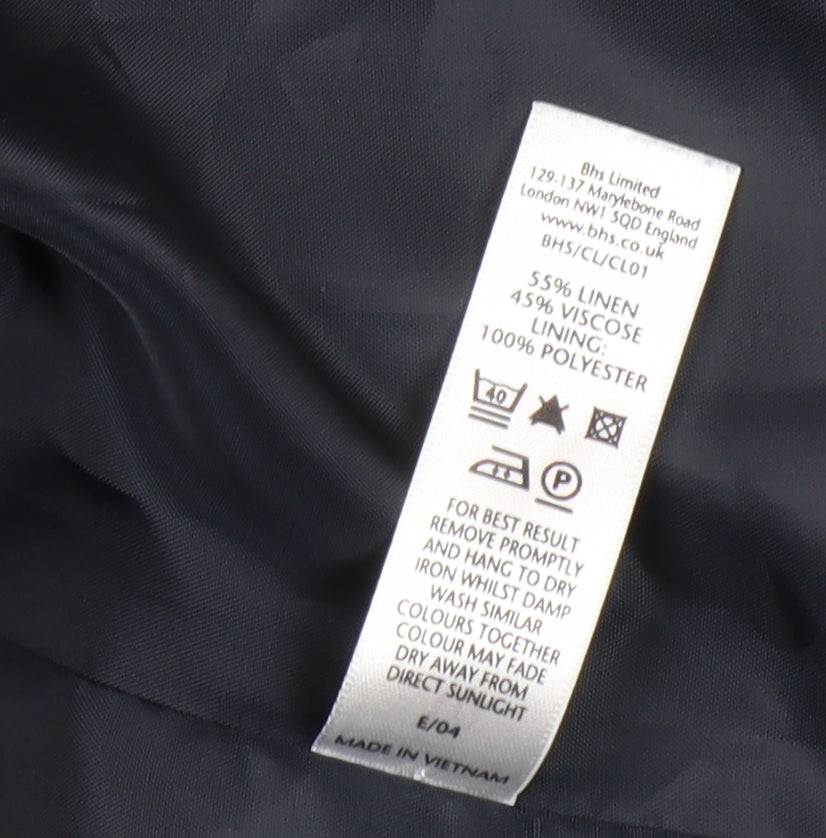 Bhs Limited
129-137 Marylebone Road
London NW1 5QD England
www.bhs.co.uk
BHS/CL/CL01
55% LINEN
45% VISCOSE
LINING:
100% POLYESTER
40
P
FOR BEST RESULT
REMOVE PROMPTLY
AND HANG TO DRY
IRON WHILST DAMP
WASH SIMILAR
COLOURS TOGETHER
COLOUR MAY FADE
DRY AWAY FROM
DIRECT SUNLIGHT
E/04
MADE IN VIETNAM